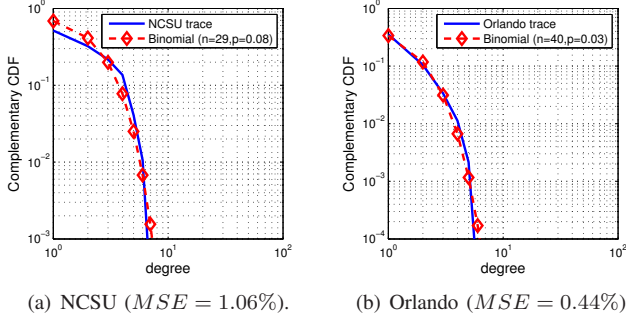 NCSU trace
Binomial (n=29,p=0.08)
10^0
10^-1
10^-2
10^-3
Complementary CDF
10^0
10^1
10^2
degree
(a) NCSU (MSE = 1.06%).
Orlando trace
Binomial (n=40,p=0.03)
10^0
10^-1
10^-2
10^-3
10^-4
Complementary CDF
10^0
10^1
10^2
degree
(b) Orlando (MSE = 0.44%)